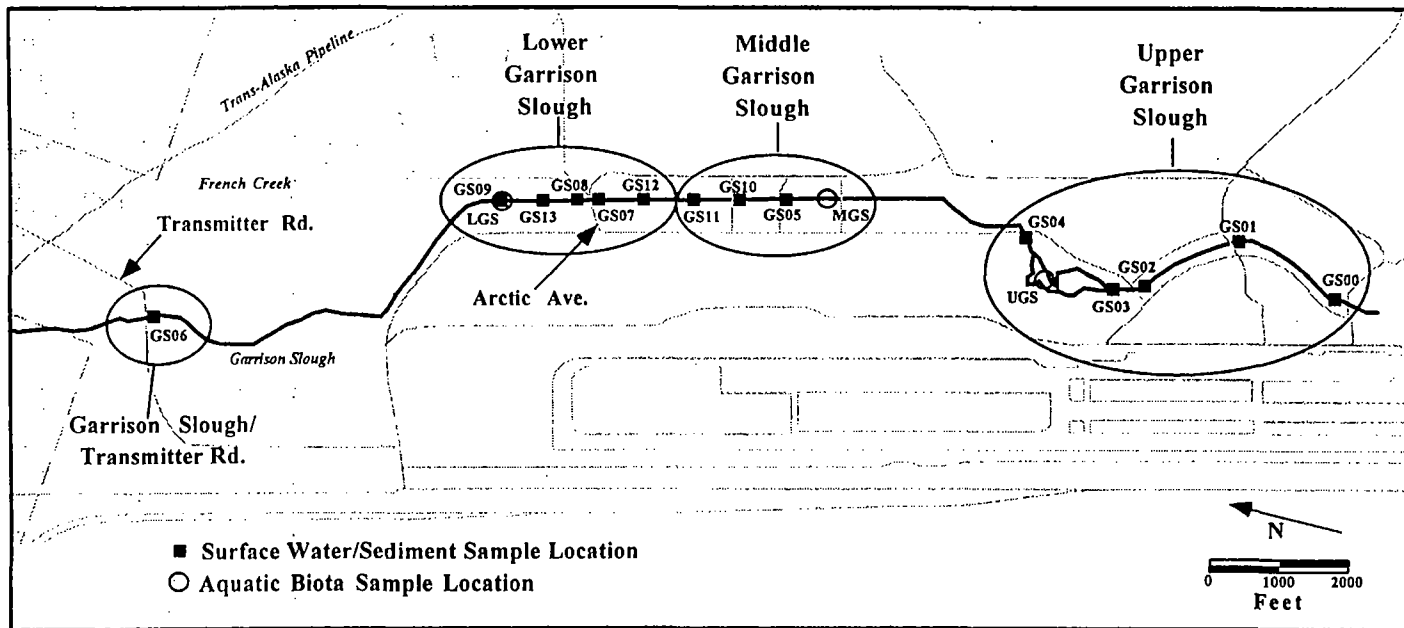 Trans-Alaska Pipeline
Lower
Garrison
Slough
Middle
Garrison
Slough
Upper
Garrison
Slough
French Creek
Transmitter Rd.
GS09
LGS
GS13
GS08
GS07
GS12
GS11
GS10
GS05
MGS
GS04
UGS
GS03
GS02
GS01
GS00
Arctic Ave.
GS06
Garrison Slough
Garrison Slough/
Transmitter Rd.
N
Surface Water/Sediment Sample Location
Aquatic Biota Sample Location
0 1000 2000
Feet